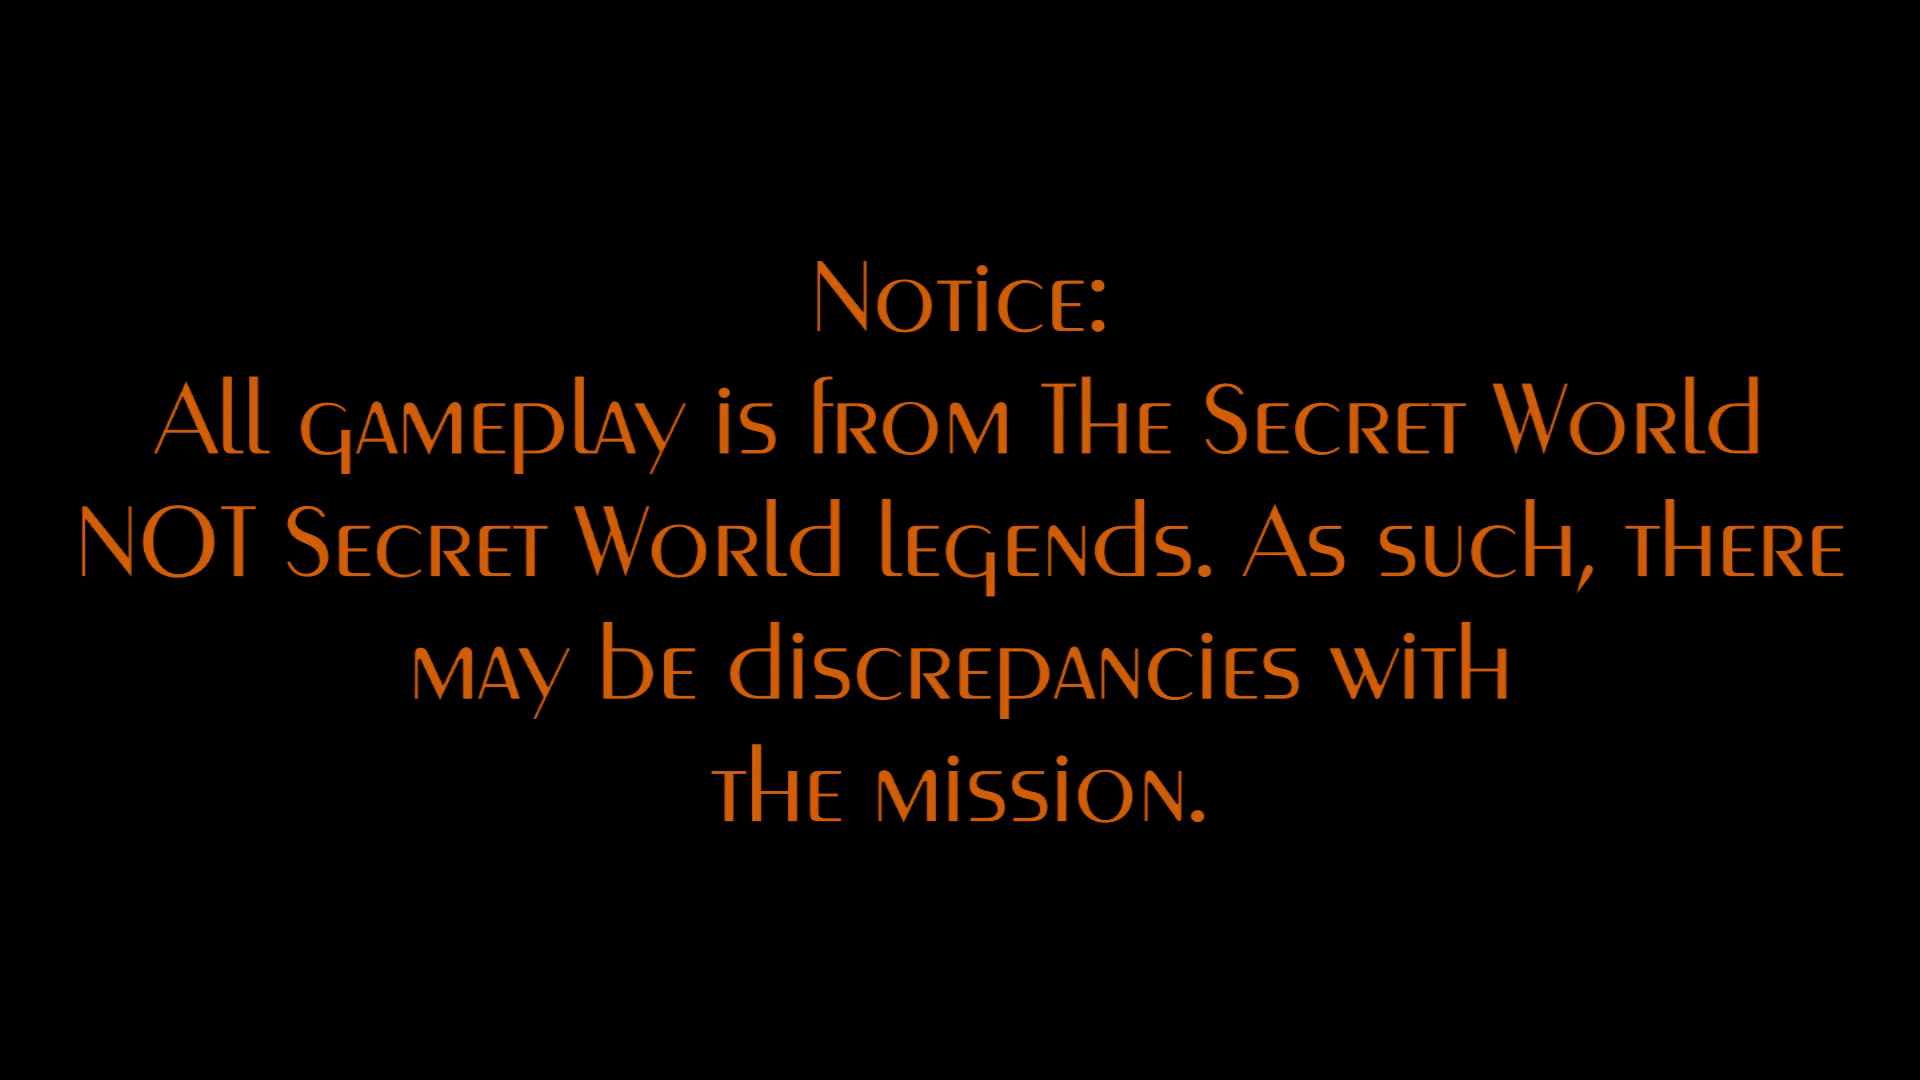 Notice:
All gameplay is from The Secret World
NOT Secret World legends. As such, there
may be discrepancies with
the mission.